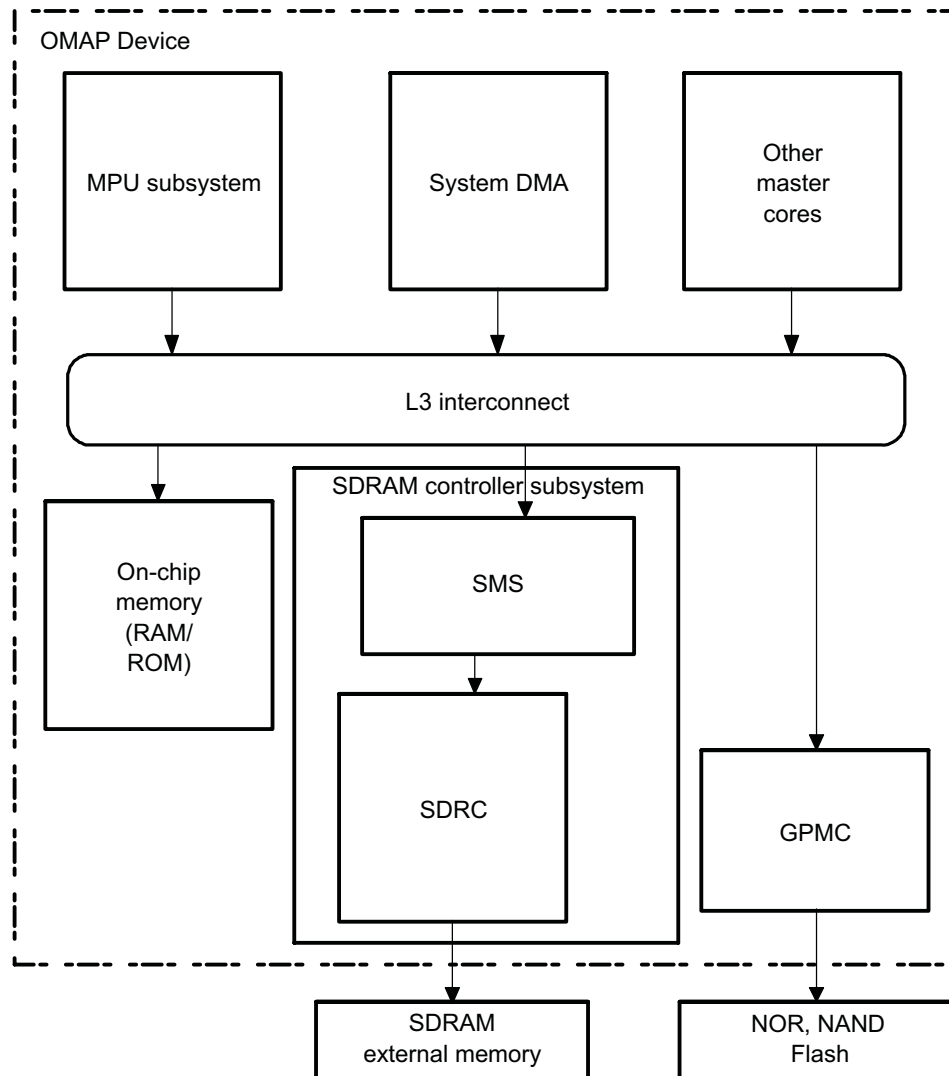 OMAP Device
MPU subsystem
System DMA
Other
master
cores
L3 interconnect
On-chip
memory
(RAM/
ROM)
SDRAM controller subsystem
SMS
SDRC
GPMC
SDRAM
external memory
NOR, NAND
Flash